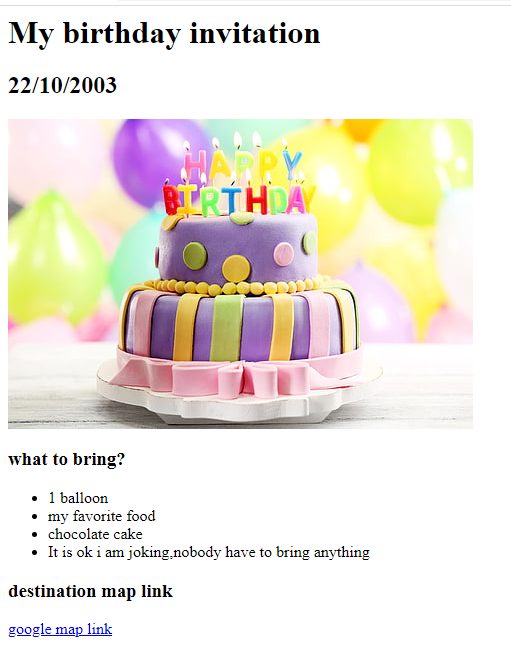 My birthday invitation
22/10/2003
HAPPY
BIRTHDAY
what to bring?
1 balloon
my favorite food
chocolate cake
It is ok i am joking,nobody have to bring anything
destination map link
google map link